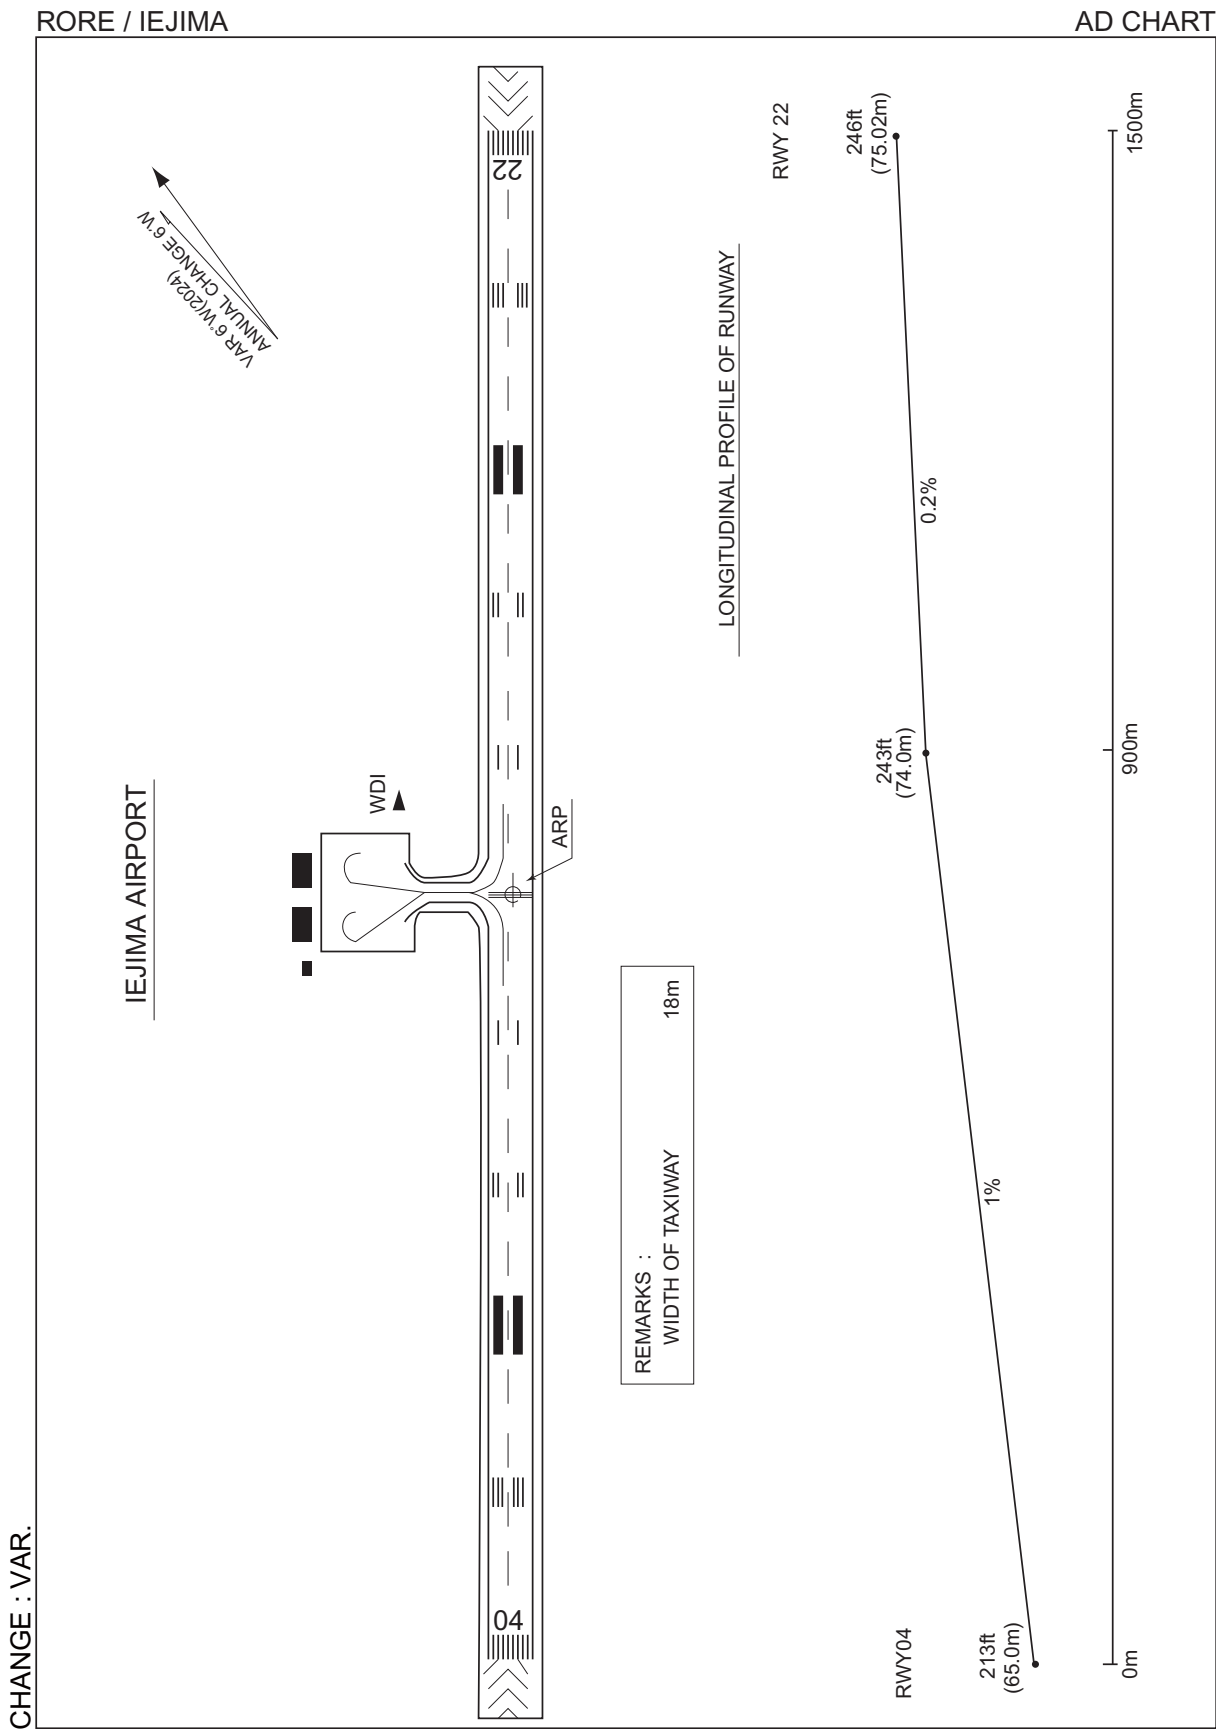 RORE / IEJIMA
AD CHART
CHANGE : VAR.
IEJIMA AIRPORT
VAR 6°W(2024)
ANNUAL CHANGE 6'W
WDI
ARP
22
04
REMARKS :
WIDTH OF TAXIWAY 18m
LONGITUDINAL PROFILE OF RUNWAY
RWY04
RWY 22
213ft
(65.0m)
243ft
(74.0m)
246ft
(75.02m)
1%
0.2%
0m
900m
1500m